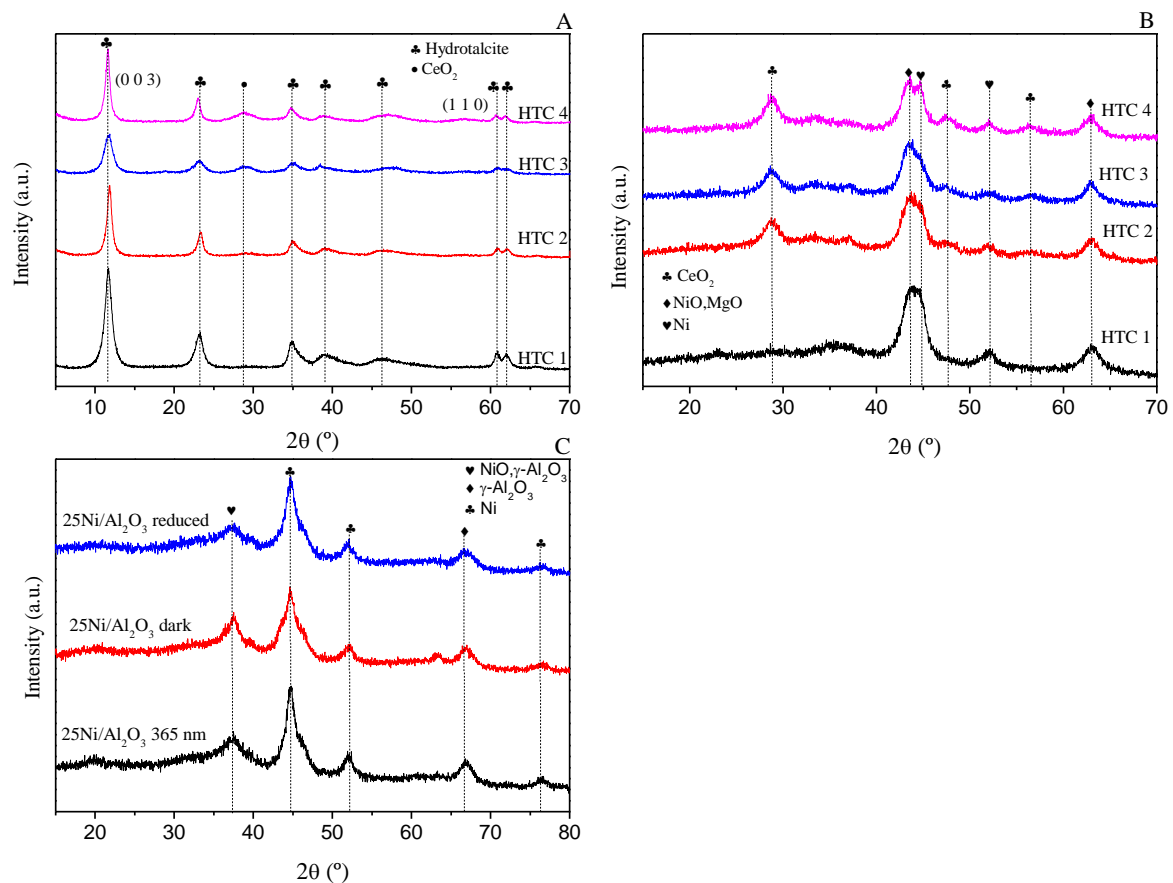 A
♣ Hydrotalcite
● CeO₂
(0 0 3)
(1 1 0)
HTC 4
HTC 3
HTC 2
HTC 1
Intensity (a.u.)
10 20 30 40 50 60 70
2θ (º)
B
HTC 4
HTC 3
HTC 2
♣ CeO₂
♦ NiO,MgO
♥ Ni
HTC 1
Intensity (a.u.)
20 30 40 50 60 70
2θ (º)
C
♥ NiO,γ-Al₂O₃
♦ γ-Al₂O₃
♣ Ni
25Ni/Al₂O₃ reduced
25Ni/Al₂O₃ dark
25Ni/Al₂O₃ 365 nm
Intensity (a.u.)
20 30 40 50 60 70 80
2θ (º)